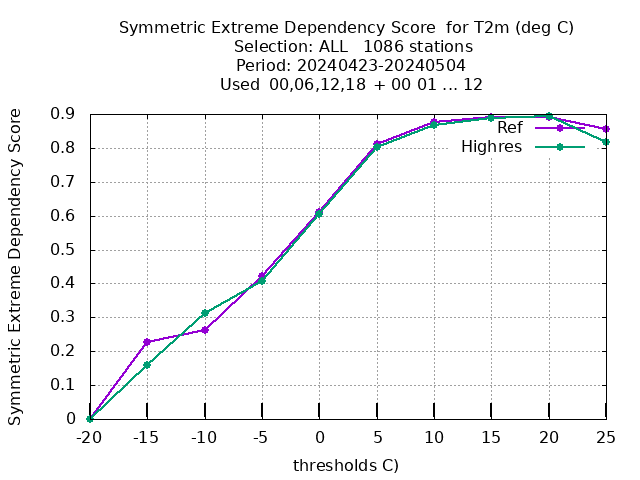 Symmetric Extreme Dependency Score  for T2m (deg C)
Selection: ALL   1086 stations
Period: 20240423-20240504
Used  00,06,12,18  + 00 01 ... 12
Symmetric Extreme Dependency Score
0.9
0.8
0.7
0.6
0.5
0.4
0.3
0.2
0.1
0
Ref
Highres
-20 -15 -10 -5 0 5 10 15 20 25
thresholds C)